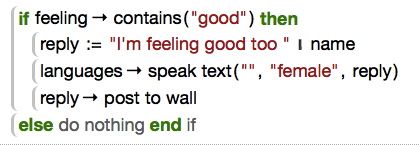 if feeling → contains("good") then
reply := "I'm feeling good too " ‖ name
languages → speak text("", "female", reply)
reply → post to wall
else do nothing end if